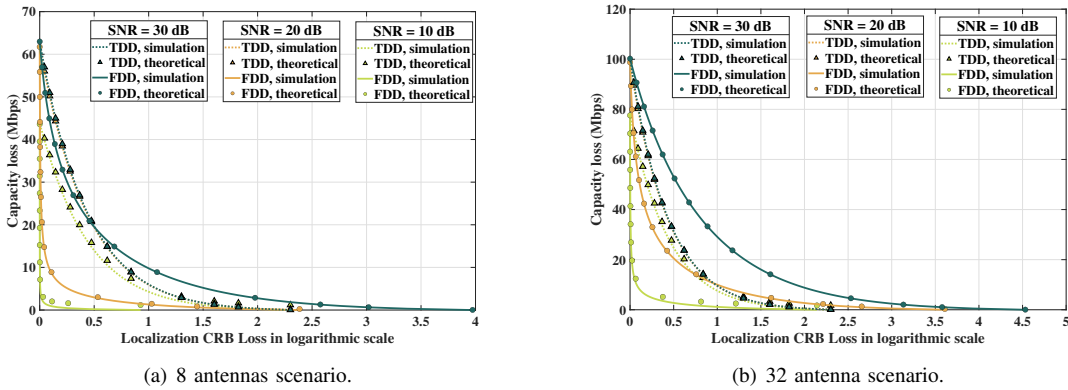 70
60
50
40
30
20
10
0
Capacity loss (Mbps)
SNR = 30 dB
TDD, simulation
TDD, theoretical
FDD, simulation
FDD, theoretical
SNR = 20 dB
TDD, simulation
TDD, theoretical
FDD, simulation
FDD, theoretical
SNR = 10 dB
TDD, simulation
TDD, theoretical
FDD, simulation
FDD, theoretical
0 0.5 1 1.5 2 2.5 3 3.5 4
Localization CRB Loss in logarithmic scale
(a) 8 antennas scenario.
120
100
80
60
40
20
0
Capacity loss (Mbps)
SNR = 30 dB
TDD, simulation
TDD, theoretical
FDD, simulation
FDD, theoretical
SNR = 20 dB
TDD, simulation
TDD, theoretical
FDD, simulation
FDD, theoretical
SNR = 10 dB
TDD, simulation
TDD, theoretical
FDD, simulation
FDD, theoretical
0 0.5 1 1.5 2 2.5 3 3.5 4 4.5 5
Localization CRB Loss in logarithmic scale
(b) 32 antenna scenario.